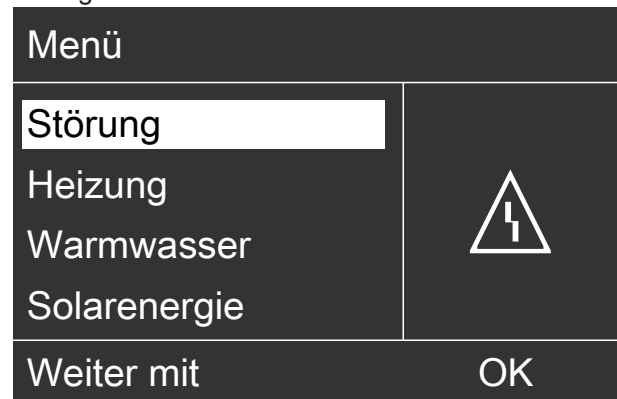 Menü
Störung
Heizung
Warmwasser
Solarenergie
Weiter mit OK